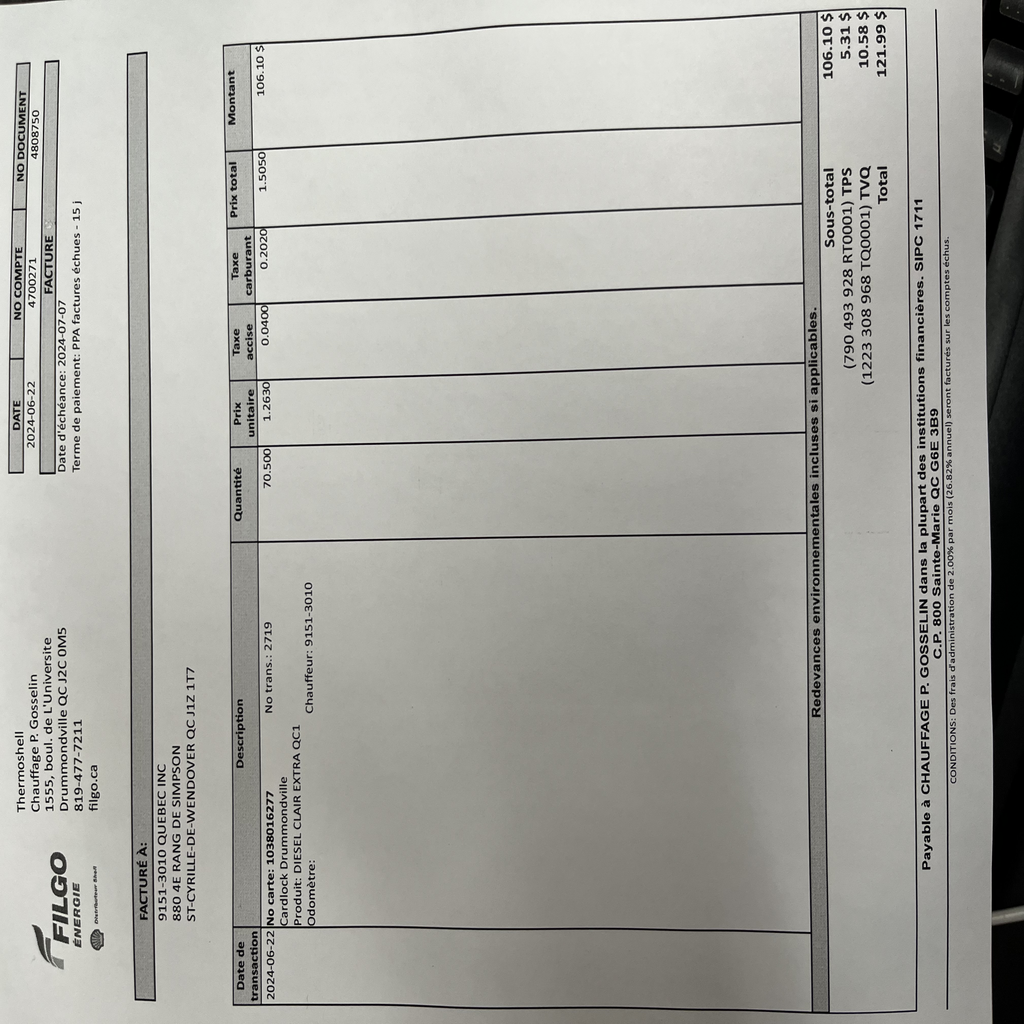 FILGO
ÉNERGIE
Distributeur Shell
Thermoshell
Chauffage P. Gosselin
1555, boul. de L'Universite
Drummondville QC J2C 0M5
819-477-7211
filgo.ca
DATE NO COMPTE NO DOCUMENT
2024-06-22 4700271 4808750
FACTURE
Date d'échéance: 2024-07-07
Terme de paiement: PPA factures échues - 15 j
FACTURÉ À:
9151-3010 QUEBEC INC
880 4E RANG DE SIMPSON
ST-CYRILLE-DE-WENDOVER QC J1Z 1T7
Date de transaction Description Quantité Prix unitaire Taxe accise Taxe carburant Prix total Montant
2024-06-22 No carte: 1038016277 No trans.: 2719 70.500 1.2630 0.0400 0.2020 1.5050 106.10 $
Cardlock Drummondville
Produit: DIESEL CLAIR EXTRA QC1
Odomètre: Chauffeur: 9151-3010
Redevances environnementales incluses si applicables.
Sous-total 106.10 $
(790 493 928 RT0001) TPS 5.31 $
(1223 308 968 TQ0001) TVQ 10.58 $
Total 121.99 $
Payable à CHAUFFAGE P. GOSSELIN dans la plupart des institutions financières. SIPC 1711
C.P. 800 Sainte-Marie QC G6E 3B9
CONDITIONS: Des frais d'administration de 2.00% par mois (26.82% annuel) seront facturés sur les comptes échus.